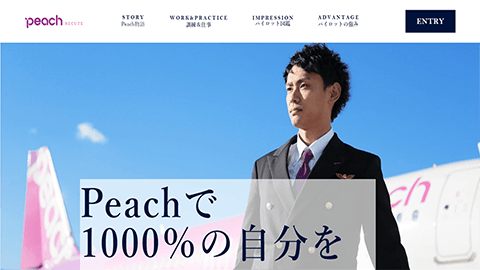 peach
STORY
Peach物語
WORK&PRACTICE
訓練&仕事
IMPRESSION
パイロット図鑑
ADVANTAGE
パイロットの強み
ENTRY
Peachで
1000%の自分を
peach